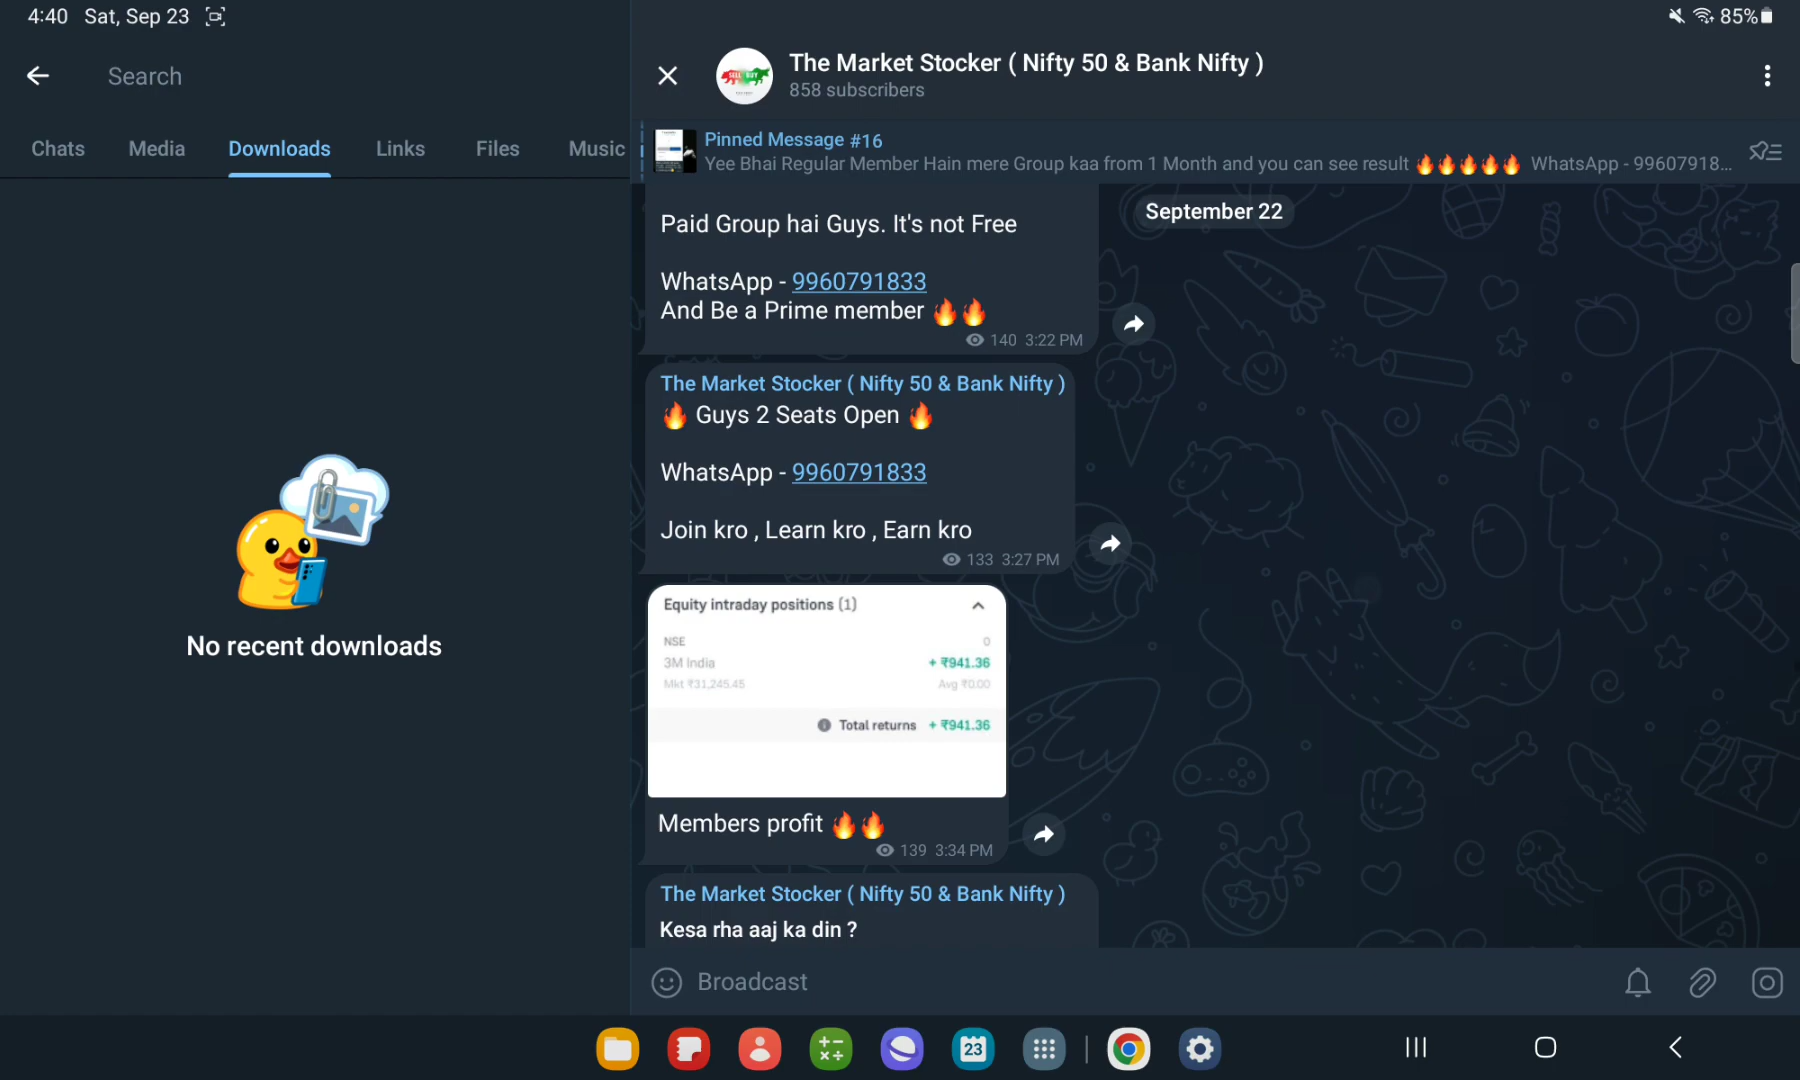 4:40 Sat, Sep 23
85%
Search
Chats
Media
Downloads
Links
Files
Music
No recent downloads
The Market Stocker ( Nifty 50 & Bank Nifty )
858 subscribers
Pinned Message #16
Yee Bhai Regular Member Hain mere Group kaa from 1 Month and you can see result 🔥🔥🔥🔥🔥 WhatsApp - 99607918...
September 22
Paid Group hai Guys. It's not Free
WhatsApp - 9960791833
And Be a Prime member 🔥🔥
140 3:22 PM
The Market Stocker ( Nifty 50 & Bank Nifty )
🔥 Guys 2 Seats Open 🔥
WhatsApp - 9960791833
Join kro , Learn kro , Earn kro
133 3:27 PM
Equity intraday positions (1)
NSE 0
3M India + ₹941.36
Mkt ₹31,245.45 Avg ₹0.00
Total returns + ₹941.36
Members profit 🔥🔥
139 3:34 PM
The Market Stocker ( Nifty 50 & Bank Nifty )
Kesa rha aaj ka din ?
Broadcast
23